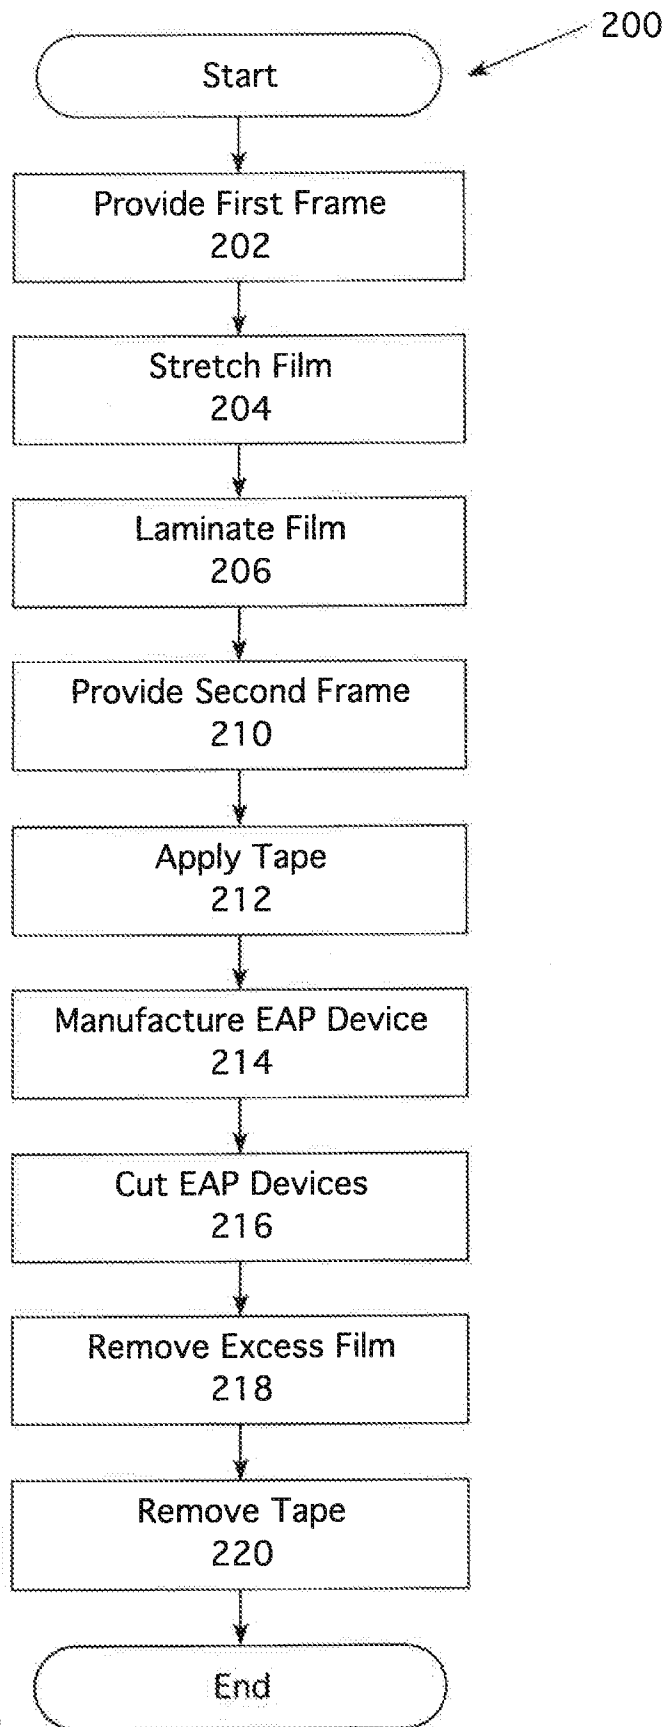 200
Start
Provide First Frame
202
Stretch Film
204
Laminate Film
206
Provide Second Frame
210
Apply Tape
212
Manufacture EAP Device
214
Cut EAP Devices
216
Remove Excess Film
218
Remove Tape
220
End